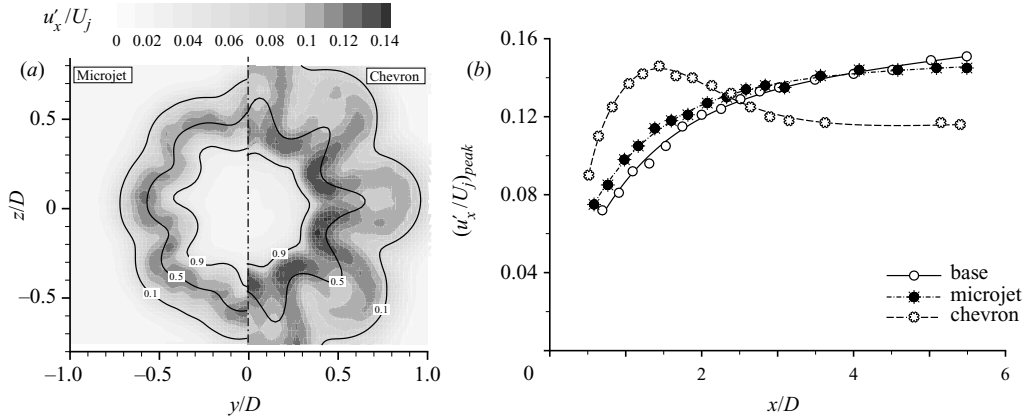 u′x/Uj
0 0.02 0.04 0.06 0.08 0.1 0.12 0.14
(a)
Microjet
Chevron
0.5
0
−0.5
z/D
0.9
0.5
0.1
0.9
0.5
0.1
−1.0 −0.5 0 0.5 1.0
y/D
(b)
0.16
0.12
0.08
0.04
0
(u′x/Uj)peak
base
microjet
chevron
2 4 6
x/D